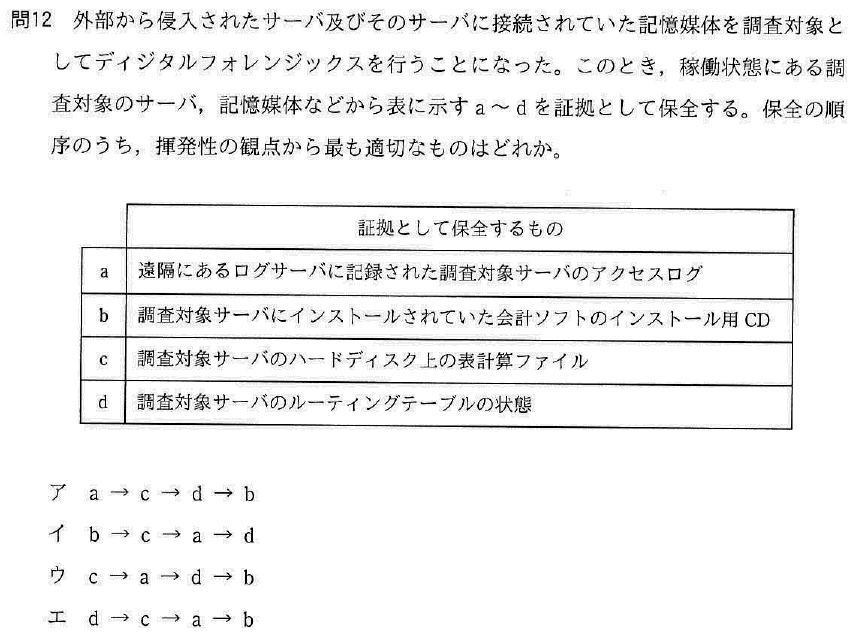 問12 外部から侵入されたサーバ及びそのサーバに接続されていた記憶媒体を調査対象と
してディジタルフォレンジックスを行うことになった。このとき，稼働状態にある調
査対象のサーバ，記憶媒体などから表に示す a～d を証拠として保全する。保全の順
序のうち，揮発性の観点から最も適切なものはどれか。
証拠として保全するもの
a 遠隔にあるログサーバに記録された調査対象サーバのアクセスログ
b 調査対象サーバにインストールされていた会計ソフトのインストール用 CD
c 調査対象サーバのハードディスク上の表計算ファイル
d 調査対象サーバのルーティングテーブルの状態
ア a → c → d → b
イ b → c → a → d
ウ c → a → d → b
エ d → c → a → b